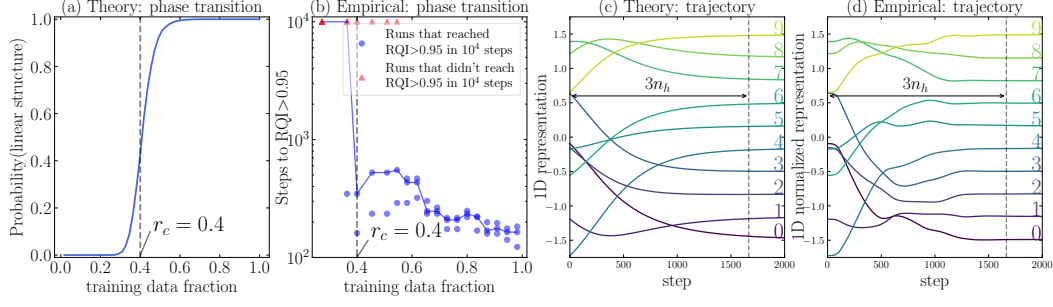 (a) Theory: phase transition
Probability(linear structure)
1.0
0.8
0.6
0.4
0.2
0.0
r_c = 0.4
0.0 0.2 0.4 0.6 0.8 1.0
training data fraction
(b) Empirical: phase transition
Steps to RQI>0.95
10^4
10^3
10^2
Runs that reached
RQI>0.95 in 10^4 steps
Runs that didn't reach
RQI>0.95 in 10^4 steps
r_c = 0.4
0.4 0.6 0.8 1.0
training data fraction
(c) Theory: trajectory
1D representation
1.5
1.0
0.5
0.0
−0.5
−1.0
−1.5
3n_h
9
8
7
6
5
4
3
2
1
0
0 500 1000 1500 2000
step
(d) Empirical: trajectory
1D normalized representation
1.5
1.0
0.5
0.0
−0.5
−1.0
−1.5
3n_h
9
8
7
6
5
4
3
2
1
0
0 500 1000 1500 2000
step